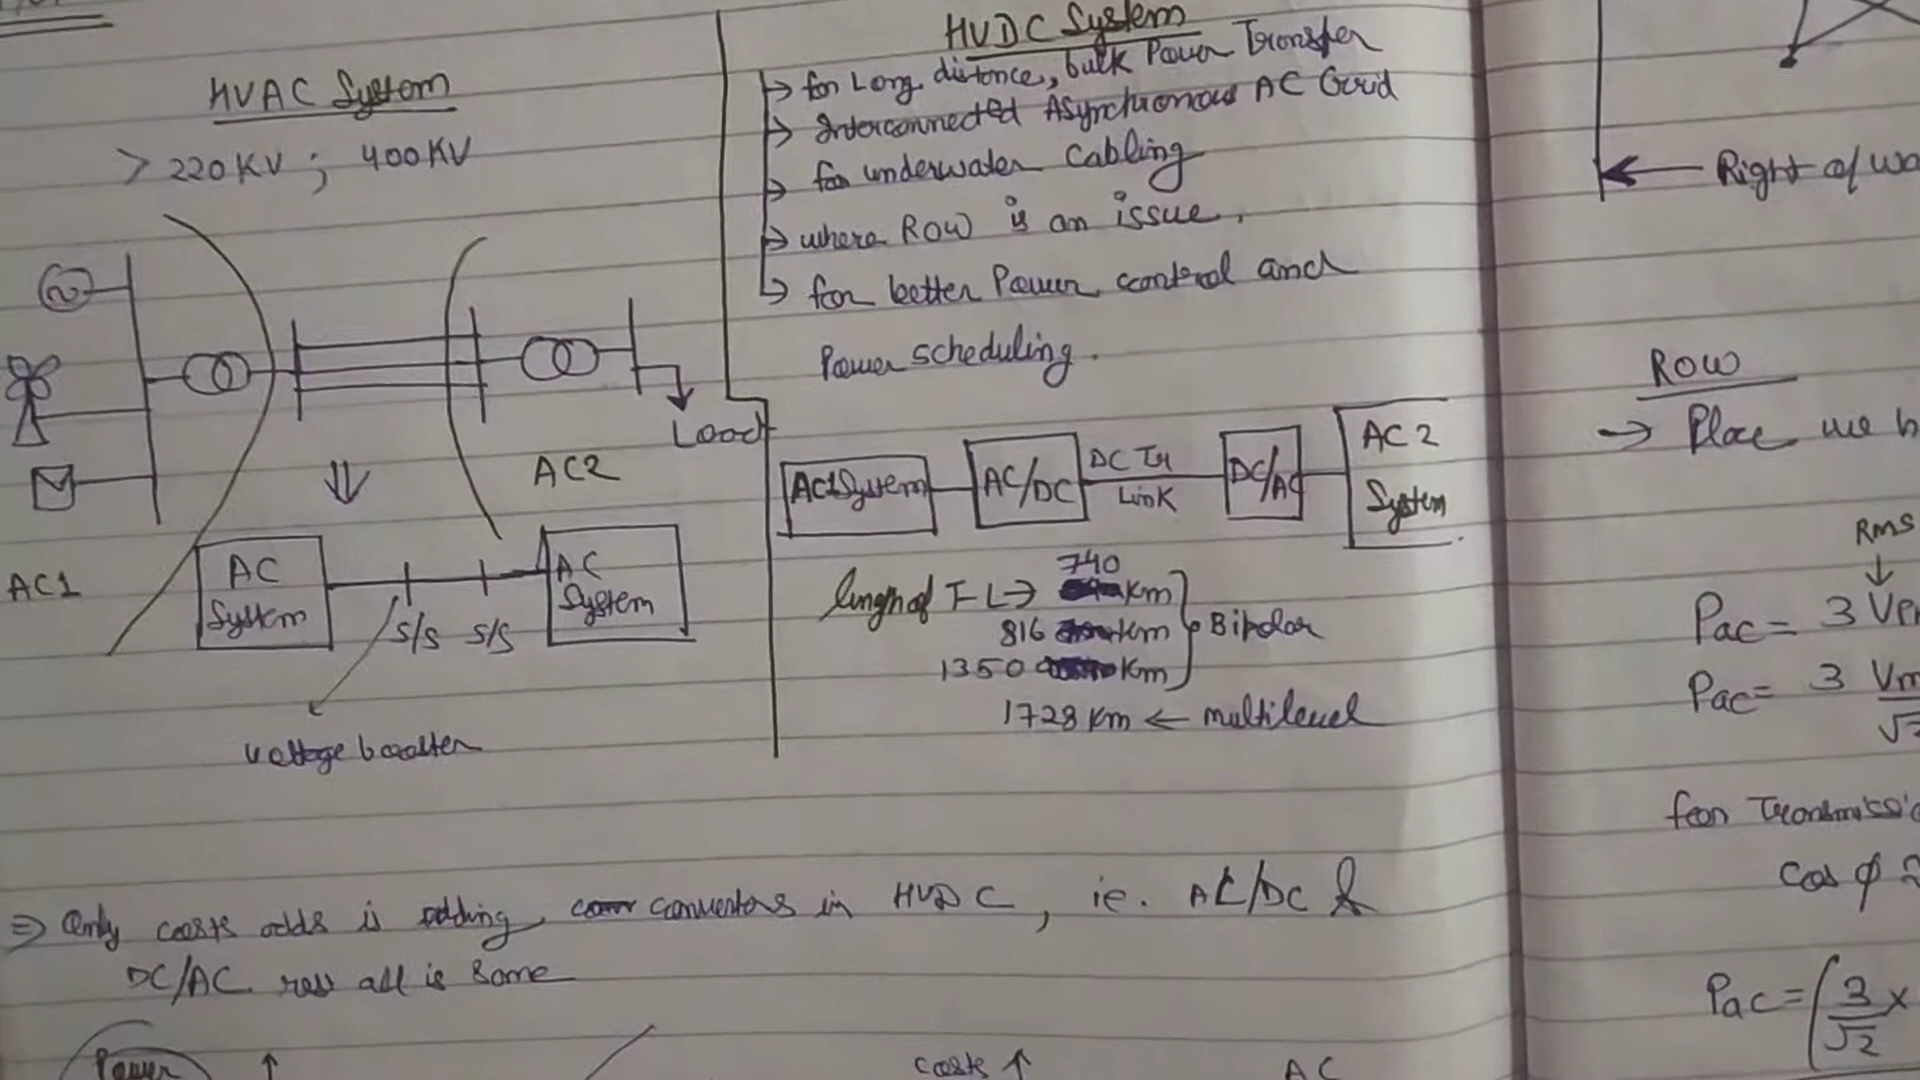 HVAC System
> 220 KV ; 400 KV
Load
AC2
AC1
AC
System
S/S S/S
AC
System
voltage booster
HVDC System
→ for Long distance, bulk Power Transfer
→ Interconnected Asynchronous AC Grid
→ for underwater Cabling
→ where ROW is an issue.
→ for better Power control and
Power scheduling.
AC1 System
AC/DC
DC Tr
Link
DC/AC
AC 2
System
length of T L → 740 Km
816 Km } Bipolar
1350 Km
1728 Km ← multilevel
⇒ Only costs adds is adding converters in HVDC, ie. AC/DC &
DC/AC. rest all is same
Power ↑
costs ↑
AC
← Right of
ROW
→ Place we
Rms
↓
Pac = 3
Pac = 3 Vm
for
cos φ
Pac = ( 3 ×
√2